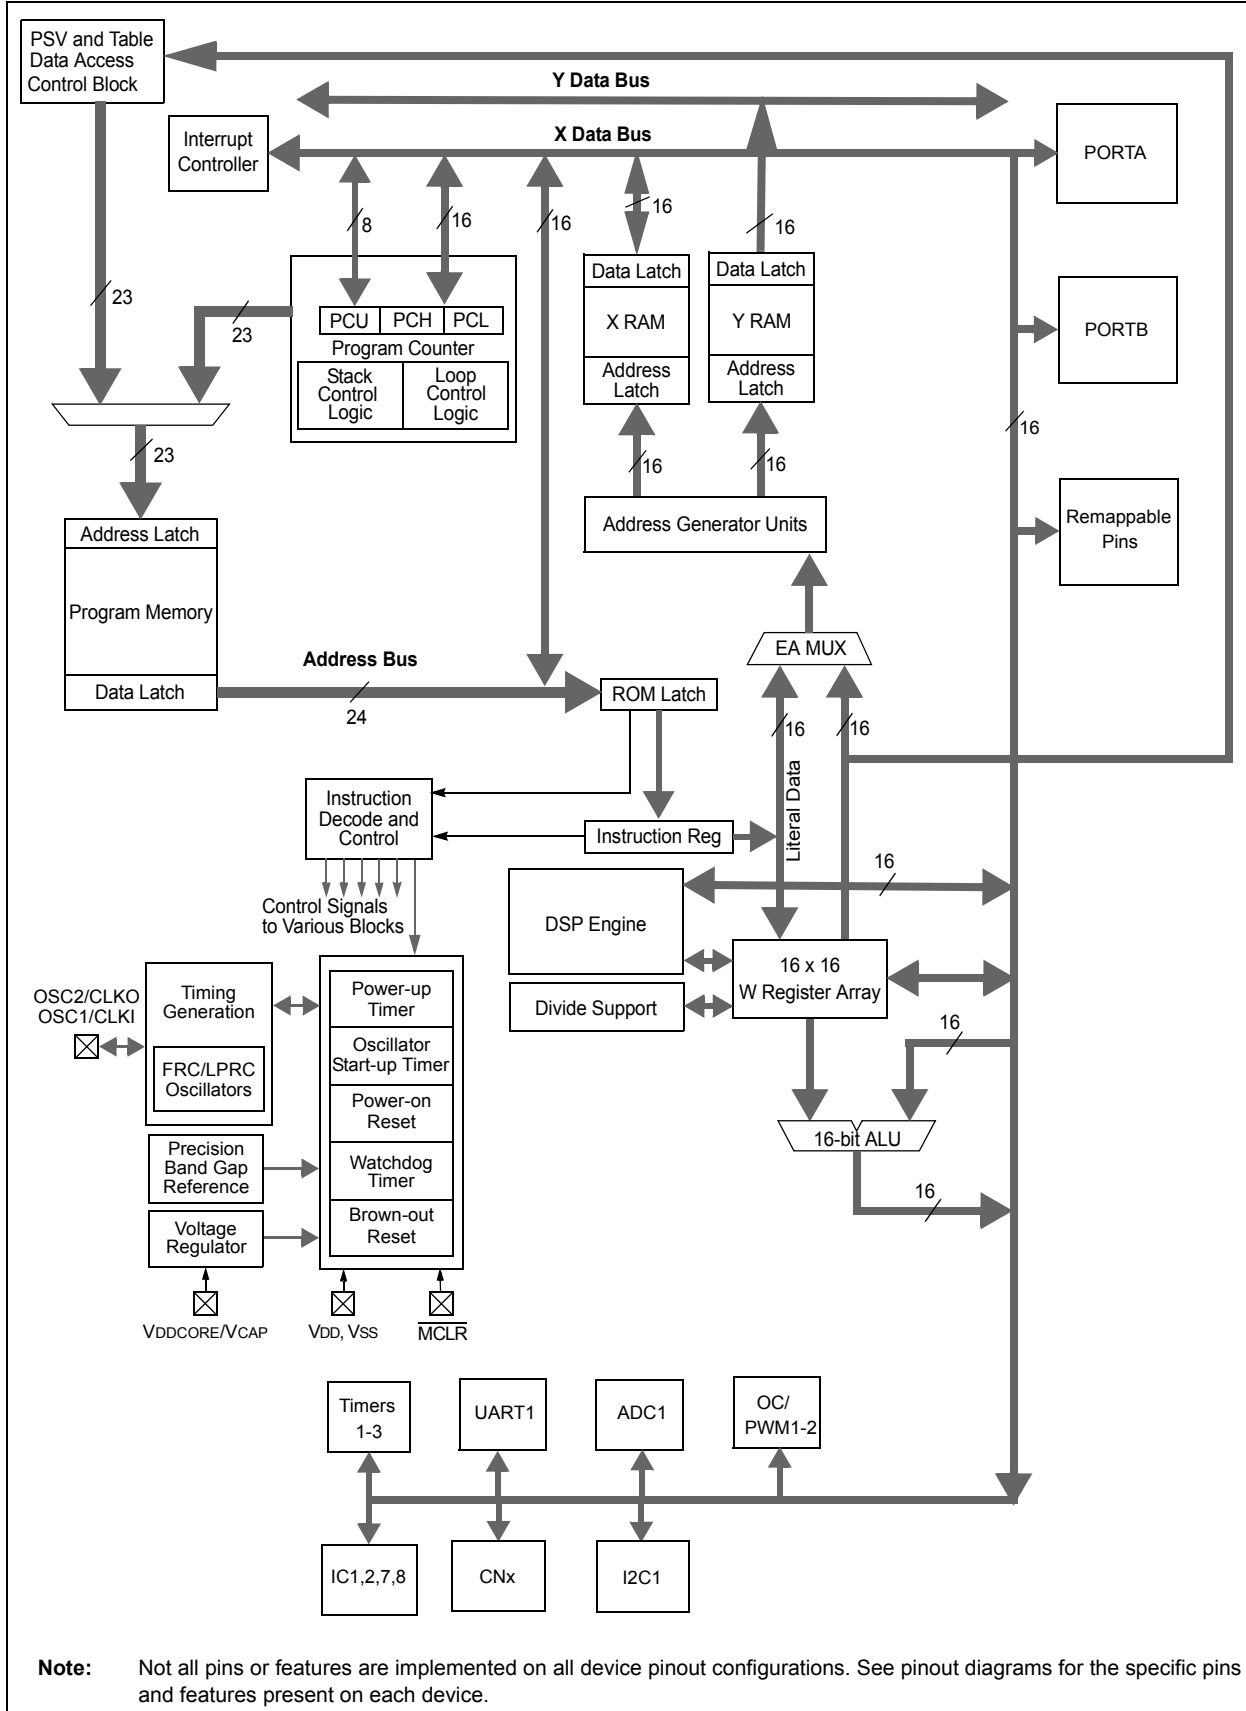 PSV and Table
Data Access
Control Block
Y Data Bus
Interrupt
Controller
X Data Bus
PORTA
8
16
16
16
16
23
23
Data Latch
X RAM
Address
Latch
Data Latch
Y RAM
Address
Latch
PCU
PCH
PCL
Program Counter
Stack
Control
Logic
Loop
Control
Logic
PORTB
16
23
16
16
Address Latch
Program Memory
Data Latch
Address Generator Units
Remappable
Pins
EA MUX
Address Bus
24
ROM Latch
16
16
Literal Data
Instruction
Decode and
Control
Instruction Reg
16
Control Signals
to Various Blocks
DSP Engine
16 x 16
W Register Array
Divide Support
OSC2/CLKO
OSC1/CLKI
Timing
Generation
FRC/LPRC
Oscillators
Power-up
Timer
Oscillator
Start-up Timer
Power-on
Reset
Watchdog
Timer
Brown-out
Reset
16
16-bit ALU
16
Precision
Band Gap
Reference
Voltage
Regulator
VDDCORE/VCAP
VDD, VSS
MCLR
Timers
1-3
UART1
ADC1
OC/
PWM1-2
IC1,2,7,8
CNx
I2C1
Note: Not all pins or features are implemented on all device pinout configurations. See pinout diagrams for the specific pins
and features present on each device.